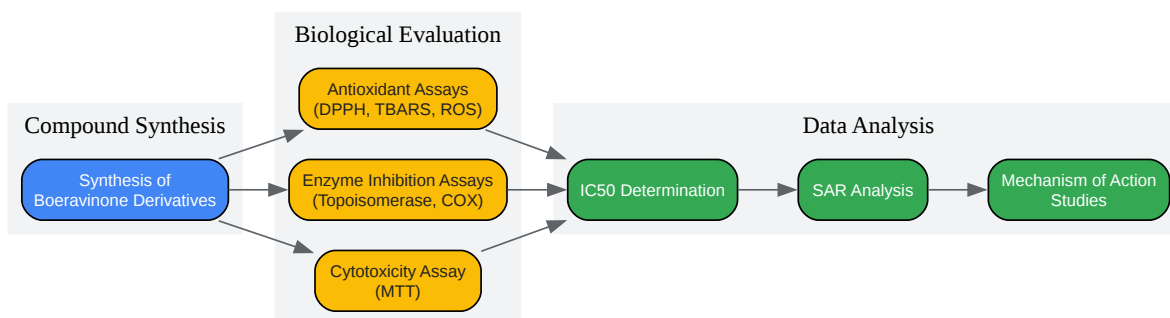 Compound Synthesis
Synthesis of
Boeravinone Derivatives
Biological Evaluation
Antioxidant Assays
(DPPH, TBARS, ROS)
Enzyme Inhibition Assays
(Topoisomerase, COX)
Cytotoxicity Assay
(MTT)
Data Analysis
IC50 Determination
SAR Analysis
Mechanism of Action
Studies